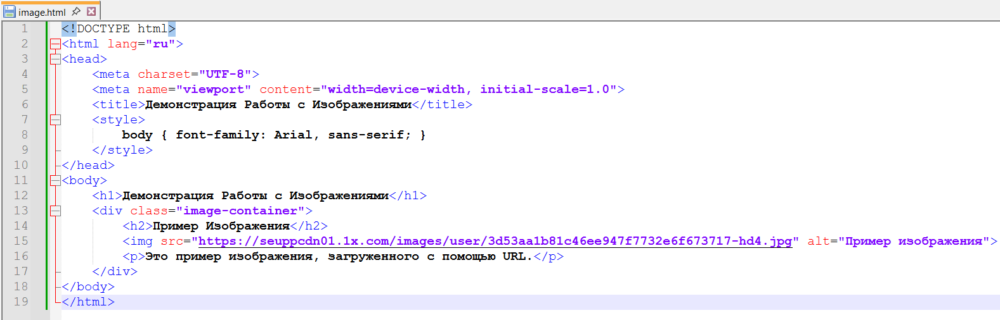 image.html
1 <!DOCTYPE html>
2 <html lang="ru">
3 <head>
4     <meta charset="UTF-8">
5     <meta name="viewport" content="width=device-width, initial-scale=1.0">
6     <title>Демонстрация Работы с Изображениями</title>
7     <style>
8         body { font-family: Arial, sans-serif; }
9     </style>
10 </head>
11 <body>
12     <h1>Демонстрация Работы с Изображениями</h1>
13     <div class="image-container">
14         <h2>Пример Изображения</h2>
15         <img src="https://seuppcdn01.1x.com/images/user/3d53aa1b81c46ee947f7732e6f673717-hd4.jpg" alt="Пример изображения">
16         <p>Это пример изображения, загруженного с помощью URL.</p>
17     </div>
18 </body>
19 </html>